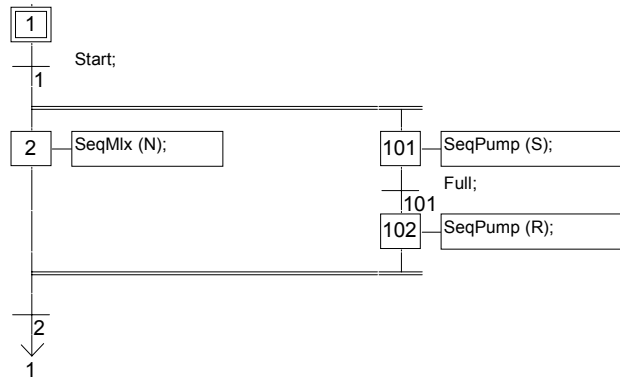 1
Start;
1
2
SeqMIx (N);
101
SeqPump (S);
Full;
101
102
SeqPump (R);
2
1